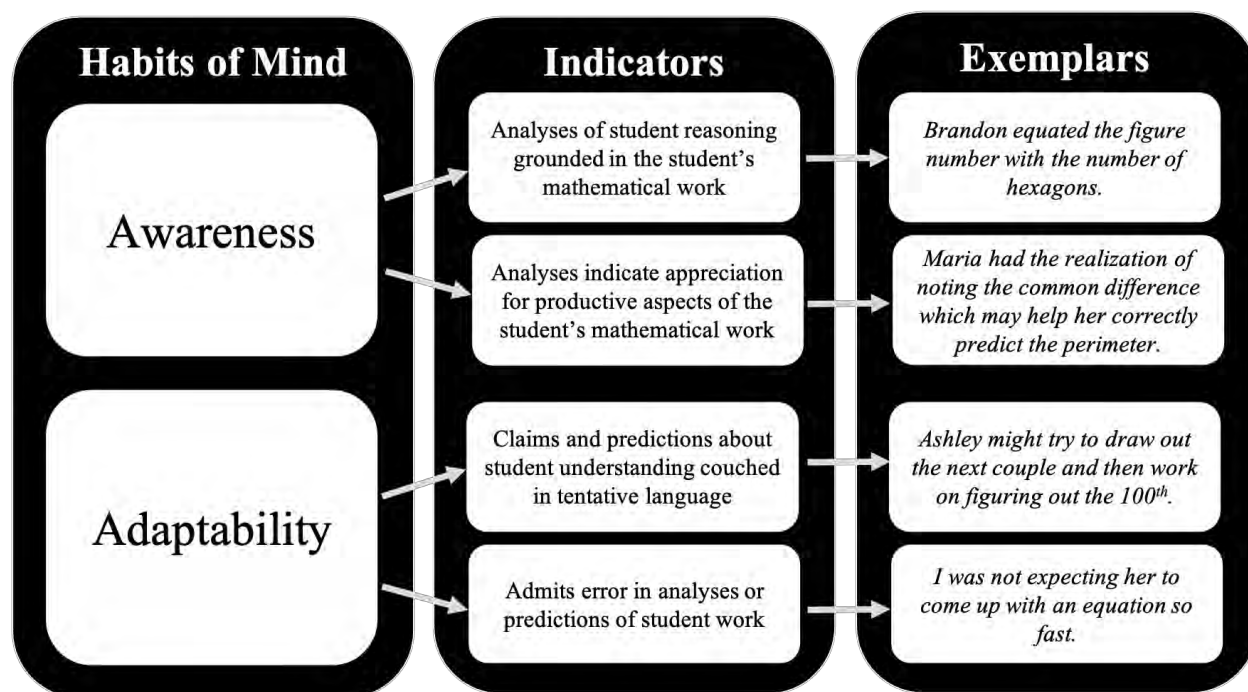 Habits of Mind
Awareness
Adaptability
Indicators
Analyses of student reasoning
grounded in the student’s
mathematical work
Analyses indicate appreciation
for productive aspects of the
student’s mathematical work
Claims and predictions about
student understanding couched
in tentative language
Admits error in analyses or
predictions of student work
Exemplars
Brandon equated the figure
number with the number of
hexagons.
Maria had the realization of
noting the common difference
which may help her correctly
predict the perimeter.
Ashley might try to draw out
the next couple and then work
on figuring out the 100th.
I was not expecting her to
come up with an equation so
fast.